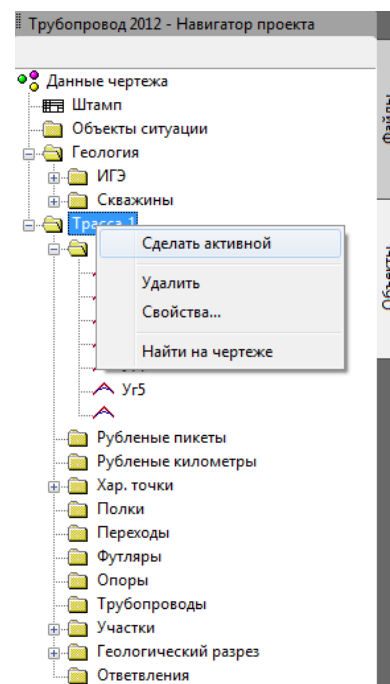 Трубопровод 2012 - Навигатор проекта
Данные чертежа
Штамп
Объекты ситуации
Геология
ИГЭ
Скважины
Трасса 1
Сделать активной
Удалить
Свойства...
Найти на чертеже
Уг5
Рубленые пикеты
Рубленые километры
Хар. точки
Полки
Переходы
Футляры
Опоры
Трубопроводы
Участки
Геологический разрез
Ответвления
Файлы
Объекты